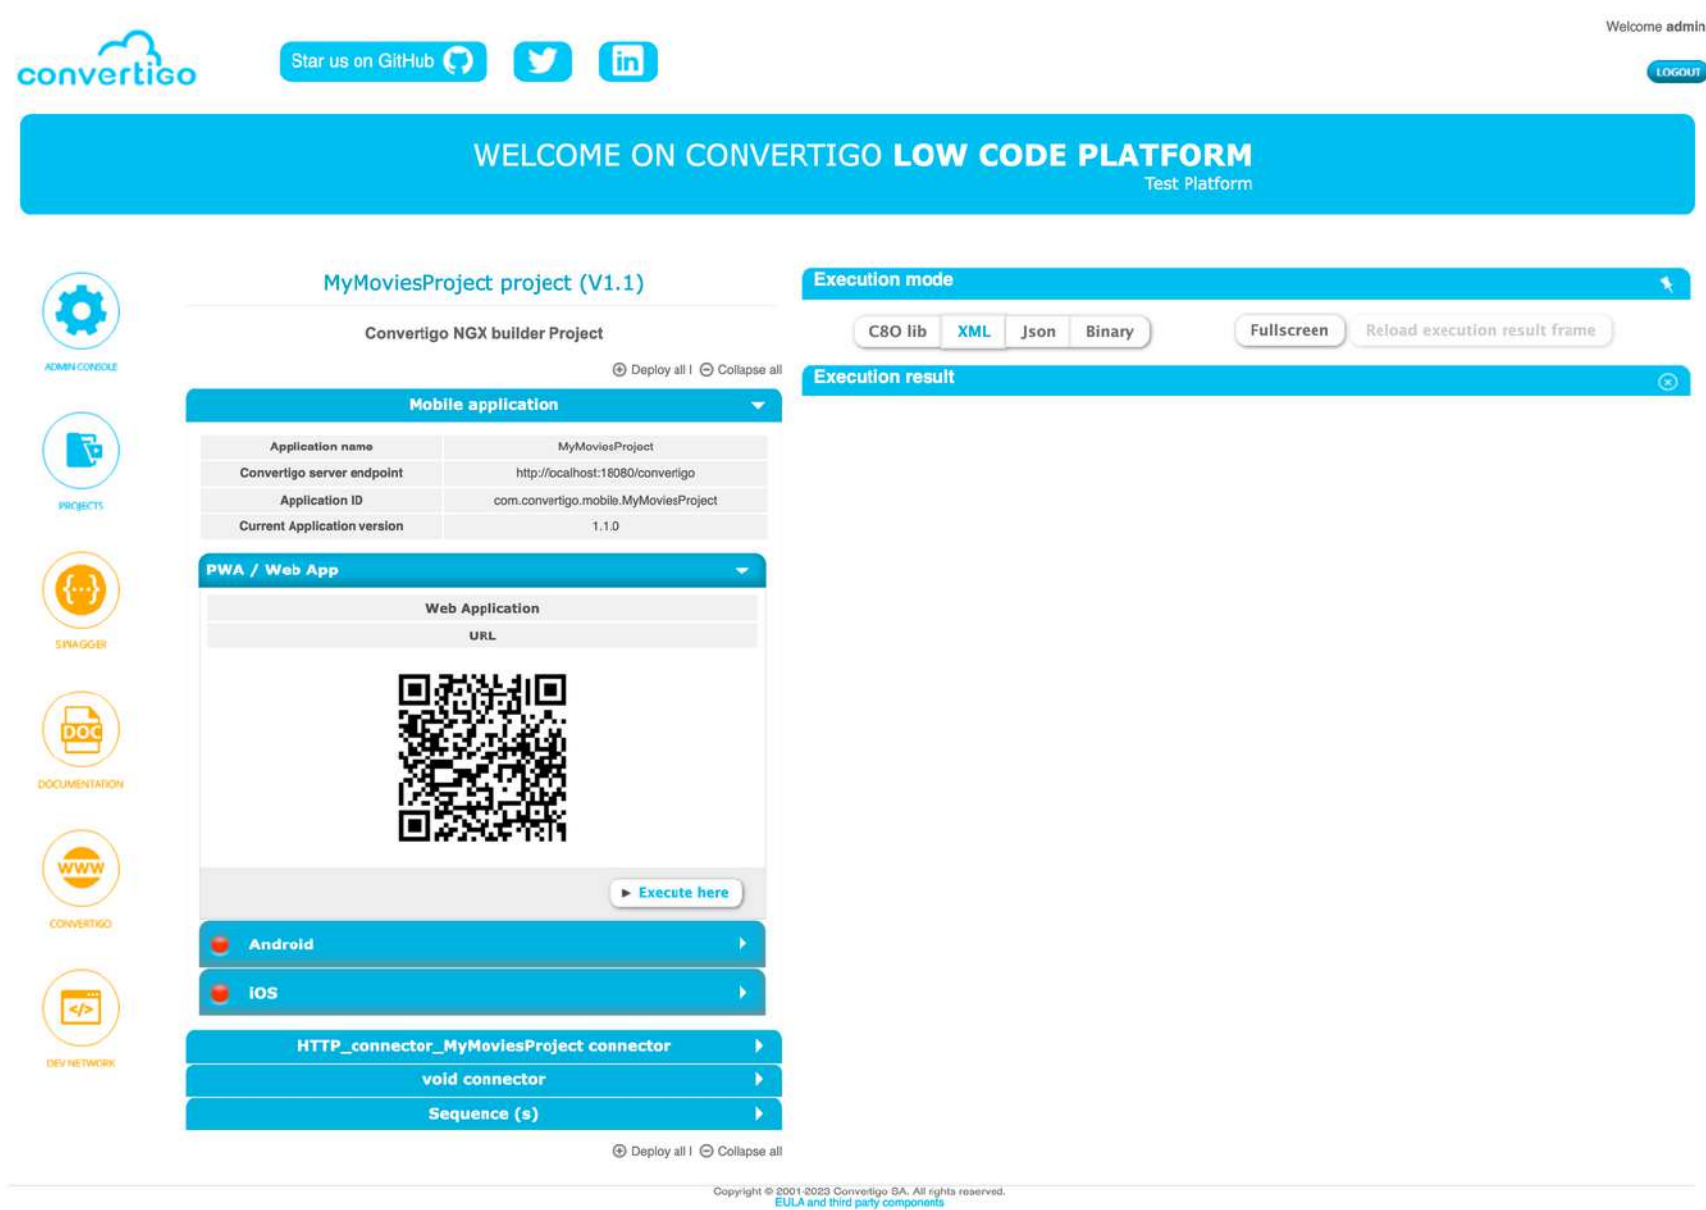 Welcome admin
convertigo
Star us on GitHub
in
LOGOUT
WELCOME ON CONVERTIGO LOW CODE PLATFORM
Test Platform
ADMIN CONSOLE
PROJECTS
{···}
SWAGGER
DOC
DOCUMENTATION
WWW
CONVERTIGO
</>
DEV NETWORK
MyMoviesProject project (V1.1)
Convertigo NGX builder Project
Deploy all I Collapse all
Mobile application
Application name MyMoviesProject
Convertigo server endpoint http://localhost:18080/convertigo
Application ID com.convertigo.mobile.MyMoviesProject
Current Application version 1.1.0
PWA / Web App
Web Application
URL
Execute here
Android
iOS
HTTP_connector_MyMoviesProject connector
void connector
Sequence (s)
Deploy all I Collapse all
Execution mode
C8O lib XML Json Binary Fullscreen Reload execution result frame
Execution result
Copyright © 2001-2023 Convertigo SA. All rights reserved.
EULA and third party components